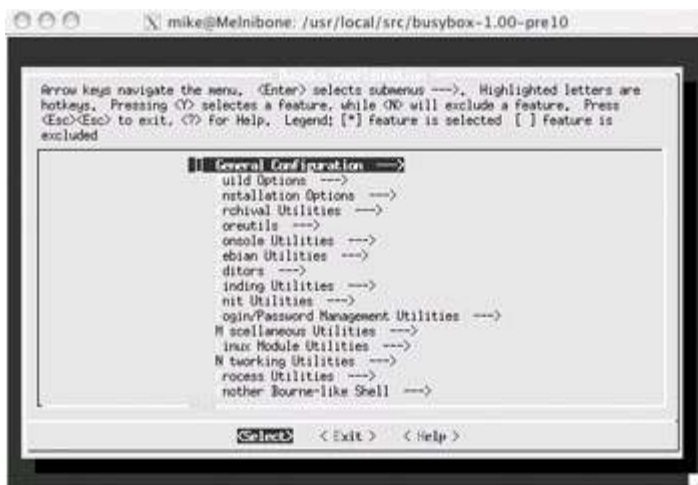 mike@Melnibone: /usr/local/src/busybox-1.00-pre10
Arrow keys navigate the menu. <Enter> selects submenus --->. Highlighted letters are
hotkeys. Pressing <Y> selectes a feature, while <N> will exclude a feature. Press
<Esc><Esc> to exit, <?> for Help. Legend: [*] feature is selected [ ] feature is
excluded
General Configuration --->
uild Options --->
nstallation Options --->
rchival Utilities --->
oreutils --->
onsole Utilities --->
ebian Utilities --->
ditors --->
inding Utilities --->
nit Utilities --->
ogin/Password Management Utilities --->
M scellaneous Utilities --->
inux Module Utilities --->
N tworking Utilities --->
rocess Utilities --->
nother Bourne-like Shell --->
<Select> < Exit > < Help >